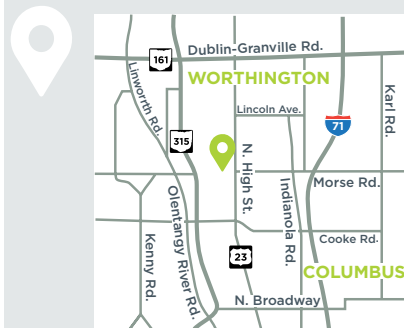 Dublin-Granville Rd.
161
WORTHINGTON
Linworrth Rd.
Lincoln Ave.
Karl Rd.
71
315
N. High St.
Morse Rd.
Indianola Rd.
Olentangy River Rd.
Kenny Rd.
Cooke Rd.
23
COLUMBUS
N. Broadway